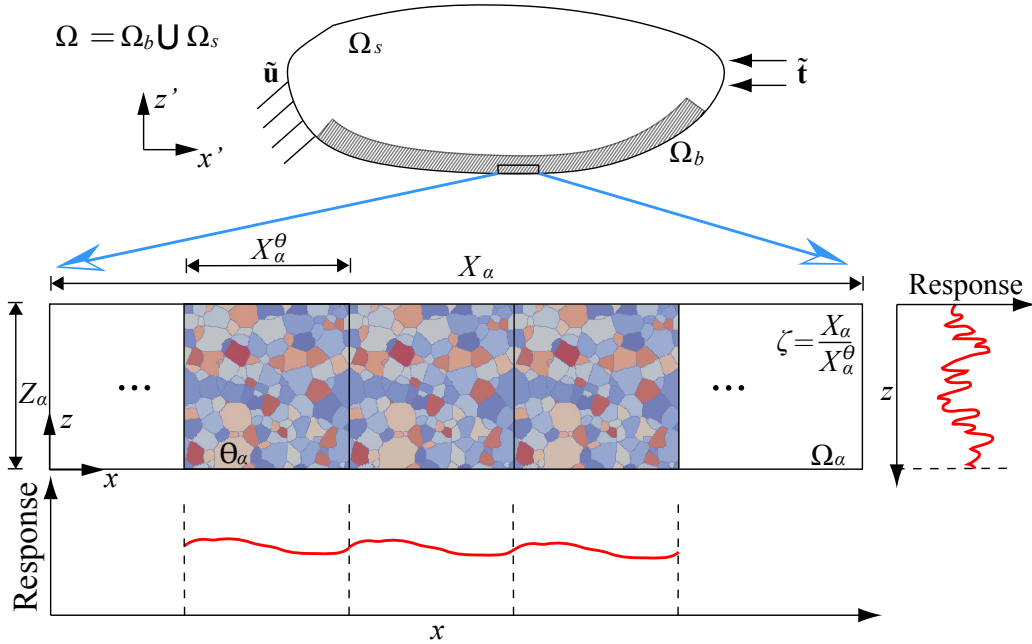 Ω = Ω_b ⋃ Ω_s
Ω_s
ũ
t̃
z'
x'
Ω_b
X_α^θ
X_α
Response
Z_α
z
x
...
...
ζ = X_α / X_α^θ
z
Θ_α
Ω_α
Response
x